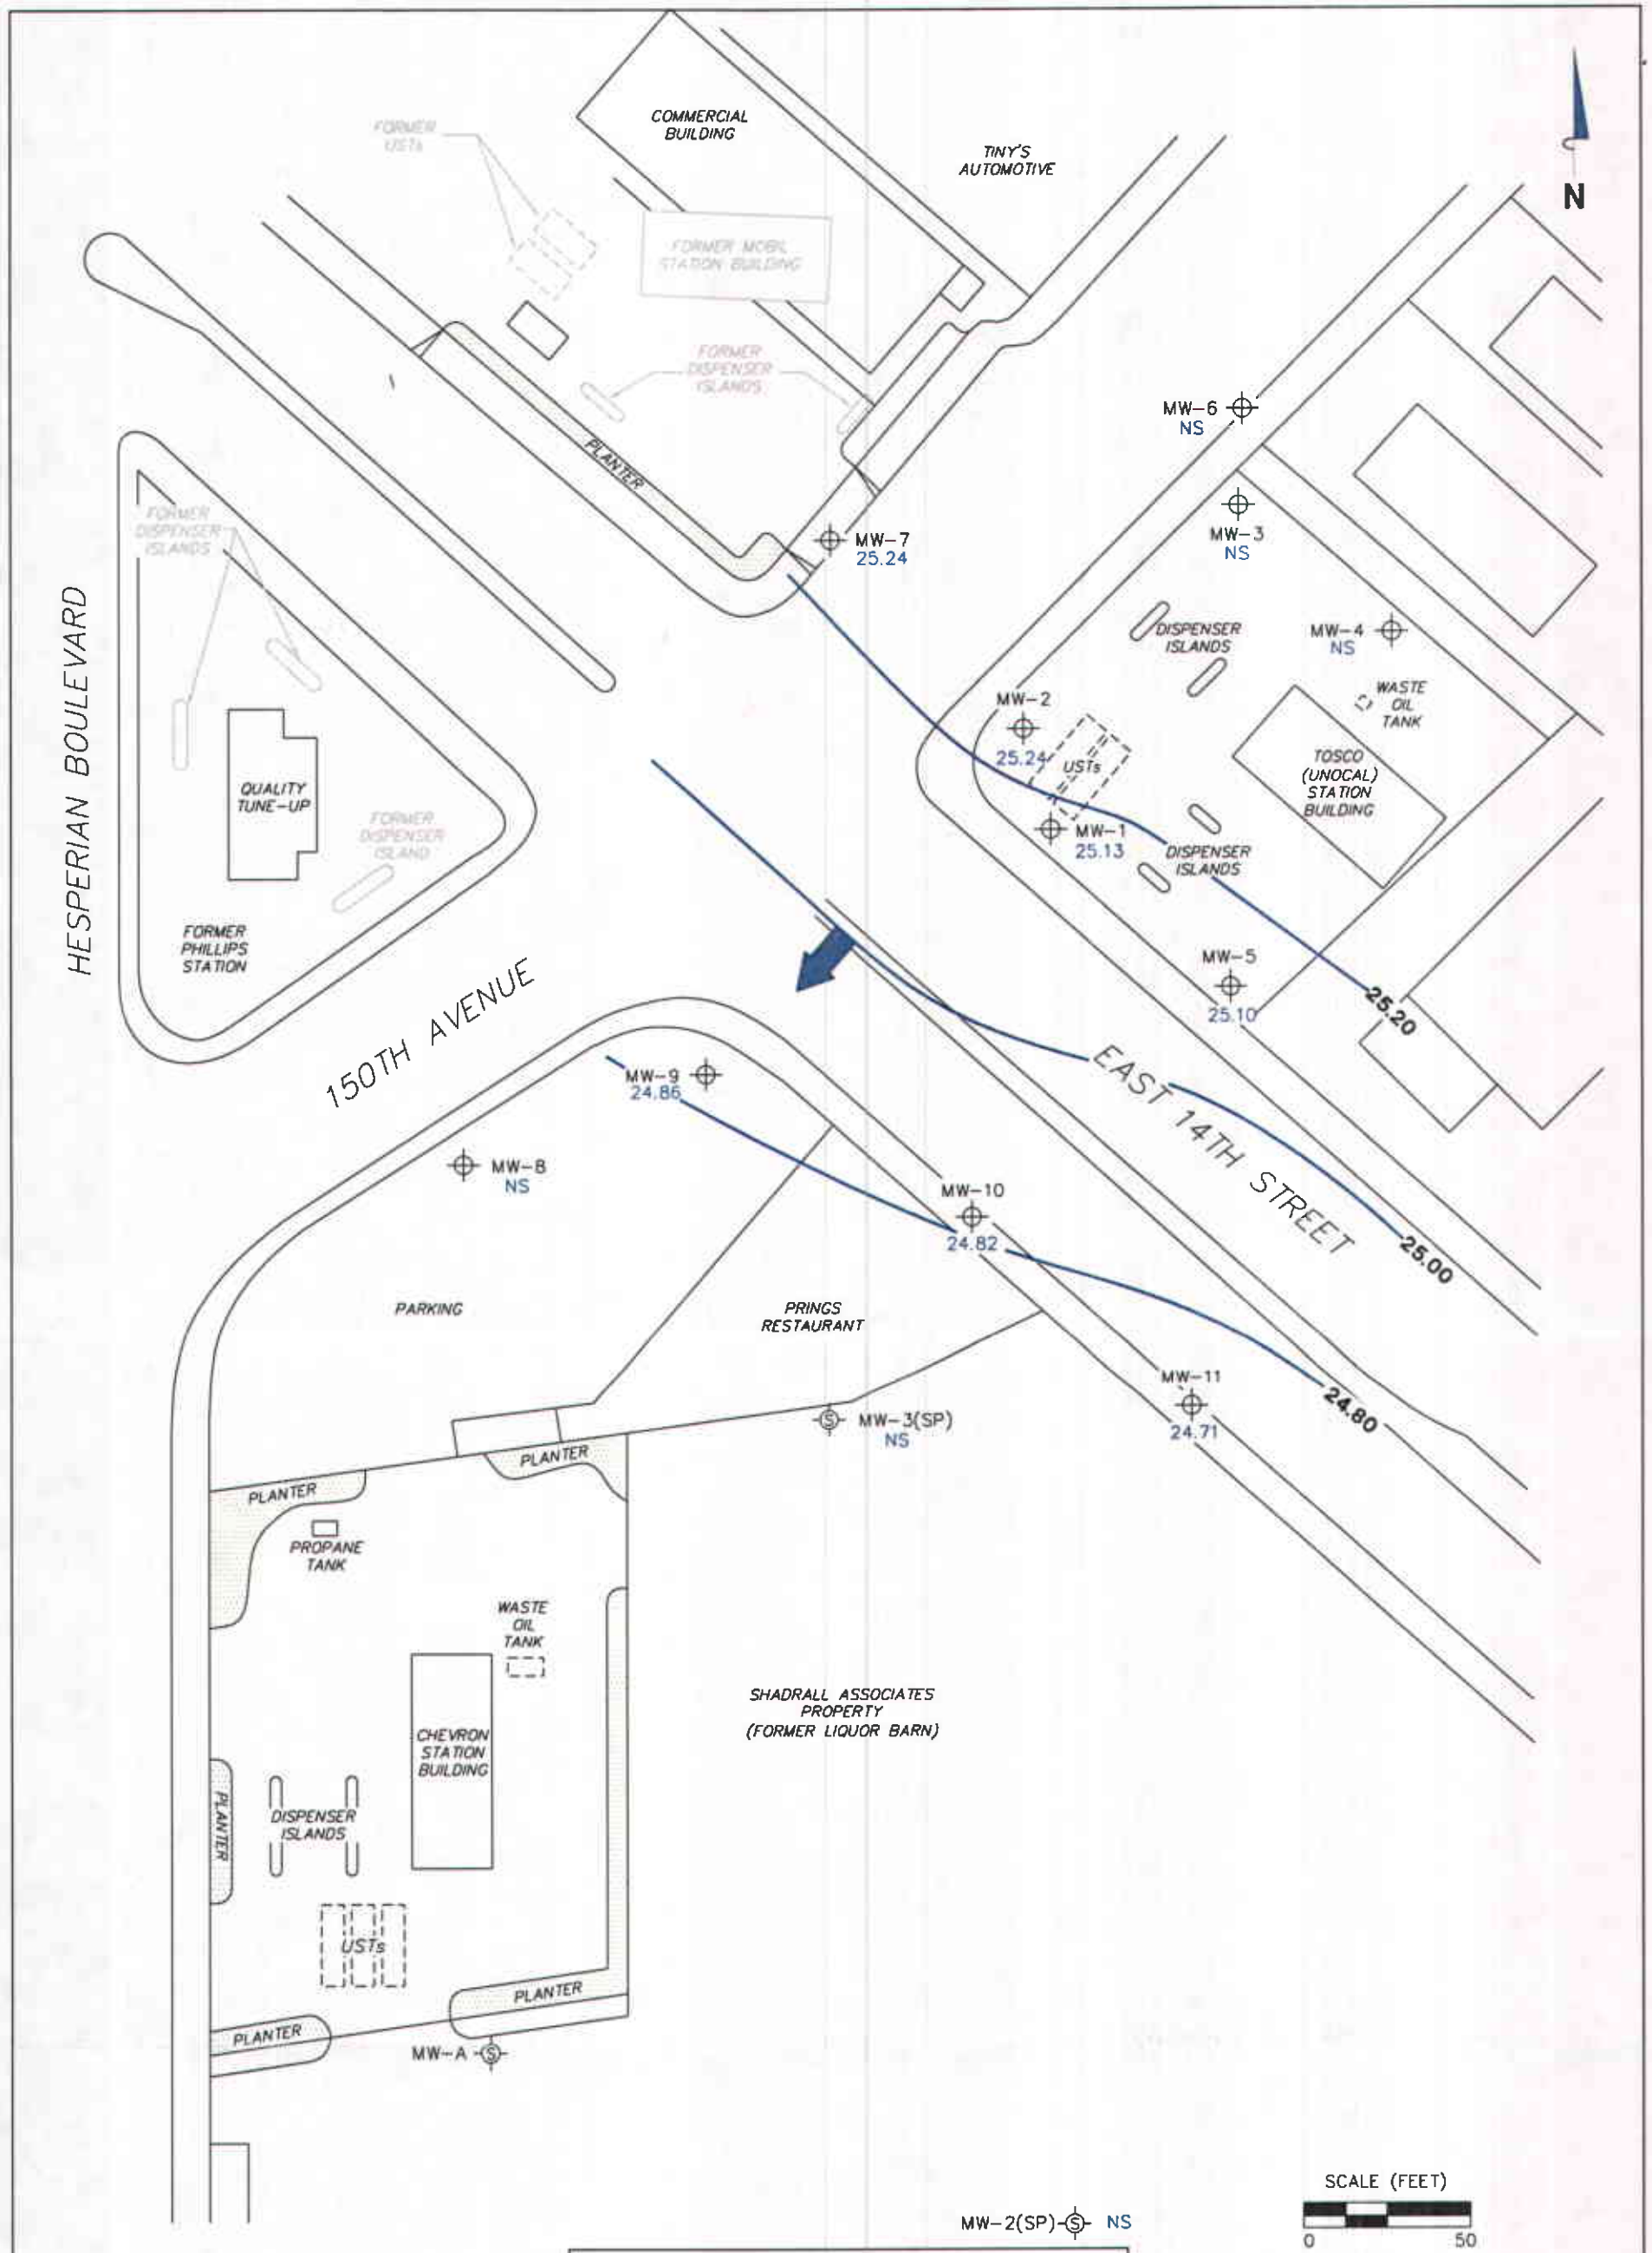 COMMERCIAL
BUILDING
TINY'S
AUTOMOTIVE
N
FORMER
USTs
FORMER MOBIL
STATION BUILDING
FORMER
DISPENSER
ISLANDS
PLANTER
MW-6
NS
MW-3
NS
MW-7
25.24
FORMER
DISPENSER
ISLANDS
HESPERIAN BOULEVARD
DISPENSER
ISLANDS
MW-4
NS
WASTE
OIL
TANK
MW-2
25.24
USTs
TOSCO
(UNOCAL)
STATION
BUILDING
QUALITY
TUNE-UP
FORMER
DISPENSER
ISLAND
MW-1
25.13
DISPENSER
ISLANDS
FORMER
PHILLIPS
STATION
MW-5
25.10
25.20
150TH AVENUE
EAST 14TH STREET
MW-9
24.86
MW-8
NS
MW-10
24.82
25.00
PARKING
PRINGS
RESTAURANT
MW-11
24.71
24.80
S MW-3(SP)
NS
PLANTER
PLANTER
PROPANE
TANK
WASTE
OIL
TANK
SHADRALL ASSOCIATES
PROPERTY
(FORMER LIQUOR BARN)
CHEVRON
STATION
BUILDING
PLANTER
DISPENSER
ISLANDS
USTs
PLANTER
PLANTER
MW-A S
SCALE (FEET)
MW-2(SP) S NS
0 50